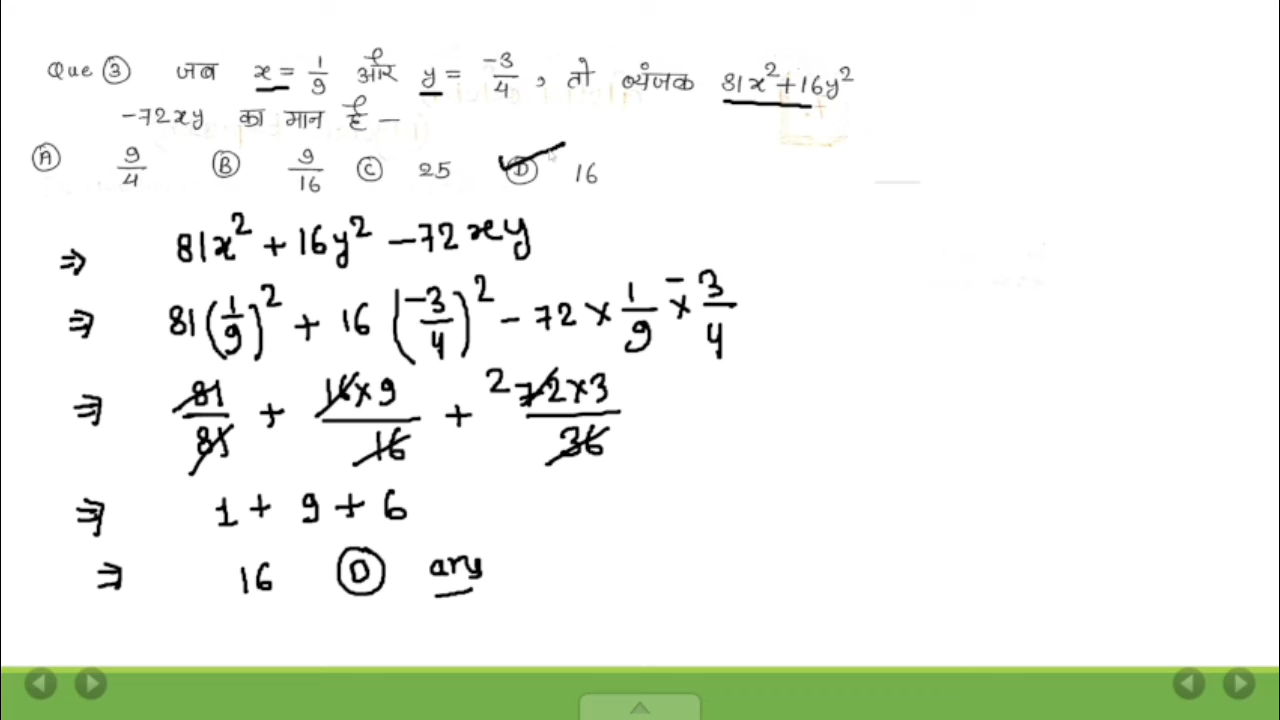 Que ③ जब x = 1/9 और y = -3/4, तो व्यंजक 81x² + 16y²
-72xy का मान है -
Ⓐ 9/4 Ⓑ 9/16 Ⓒ 25 Ⓓ 16
⇒ 81x² + 16y² - 72xy
⇒ 81(1/9)² + 16(-3/4)² - 72 × 1/9 × -3/4
⇒ 81/81 + 16×9/16 + 2 72×3/36
⇒ 1 + 9 + 6
⇒ 16 Ⓓ ans